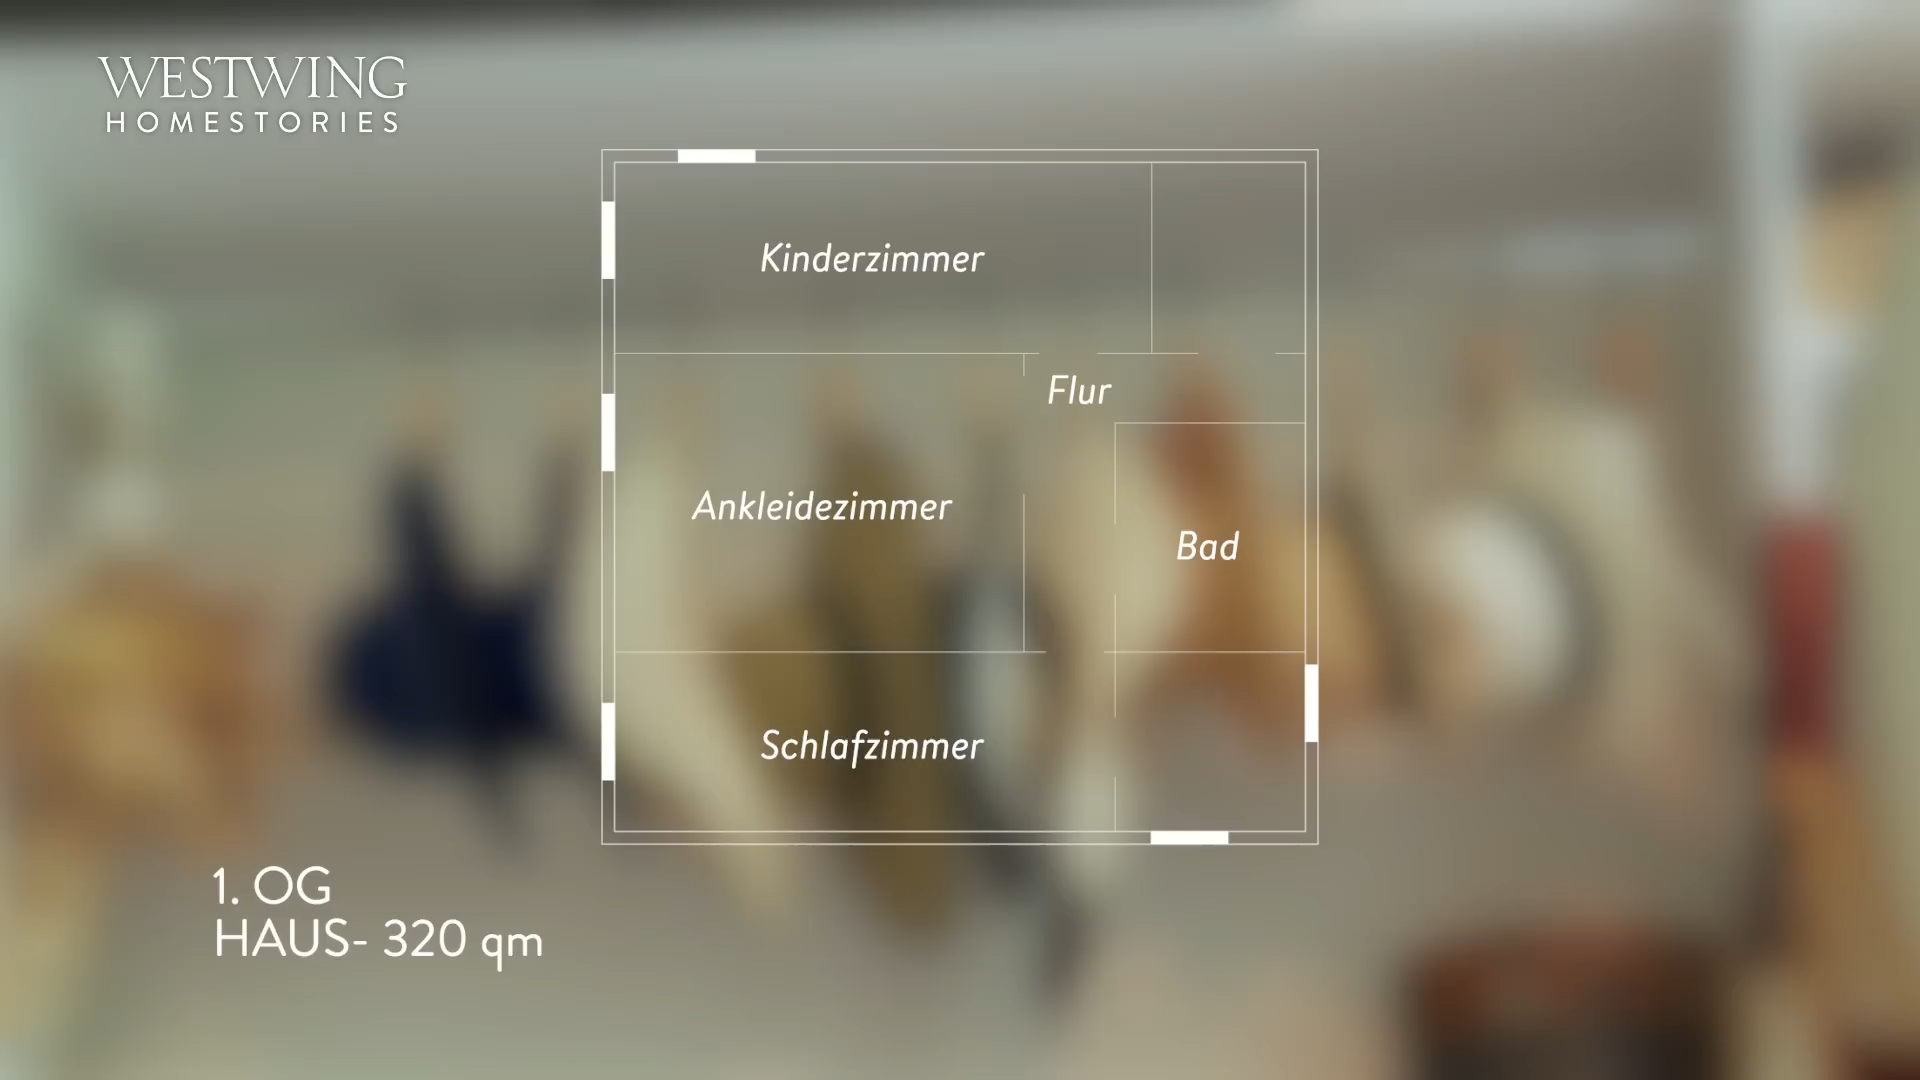 WESTWING
HOMESTORIES
Kinderzimmer
Flur
Ankleidezimmer
Bad
Schlafzimmer
1. OG
HAUS- 320 qm